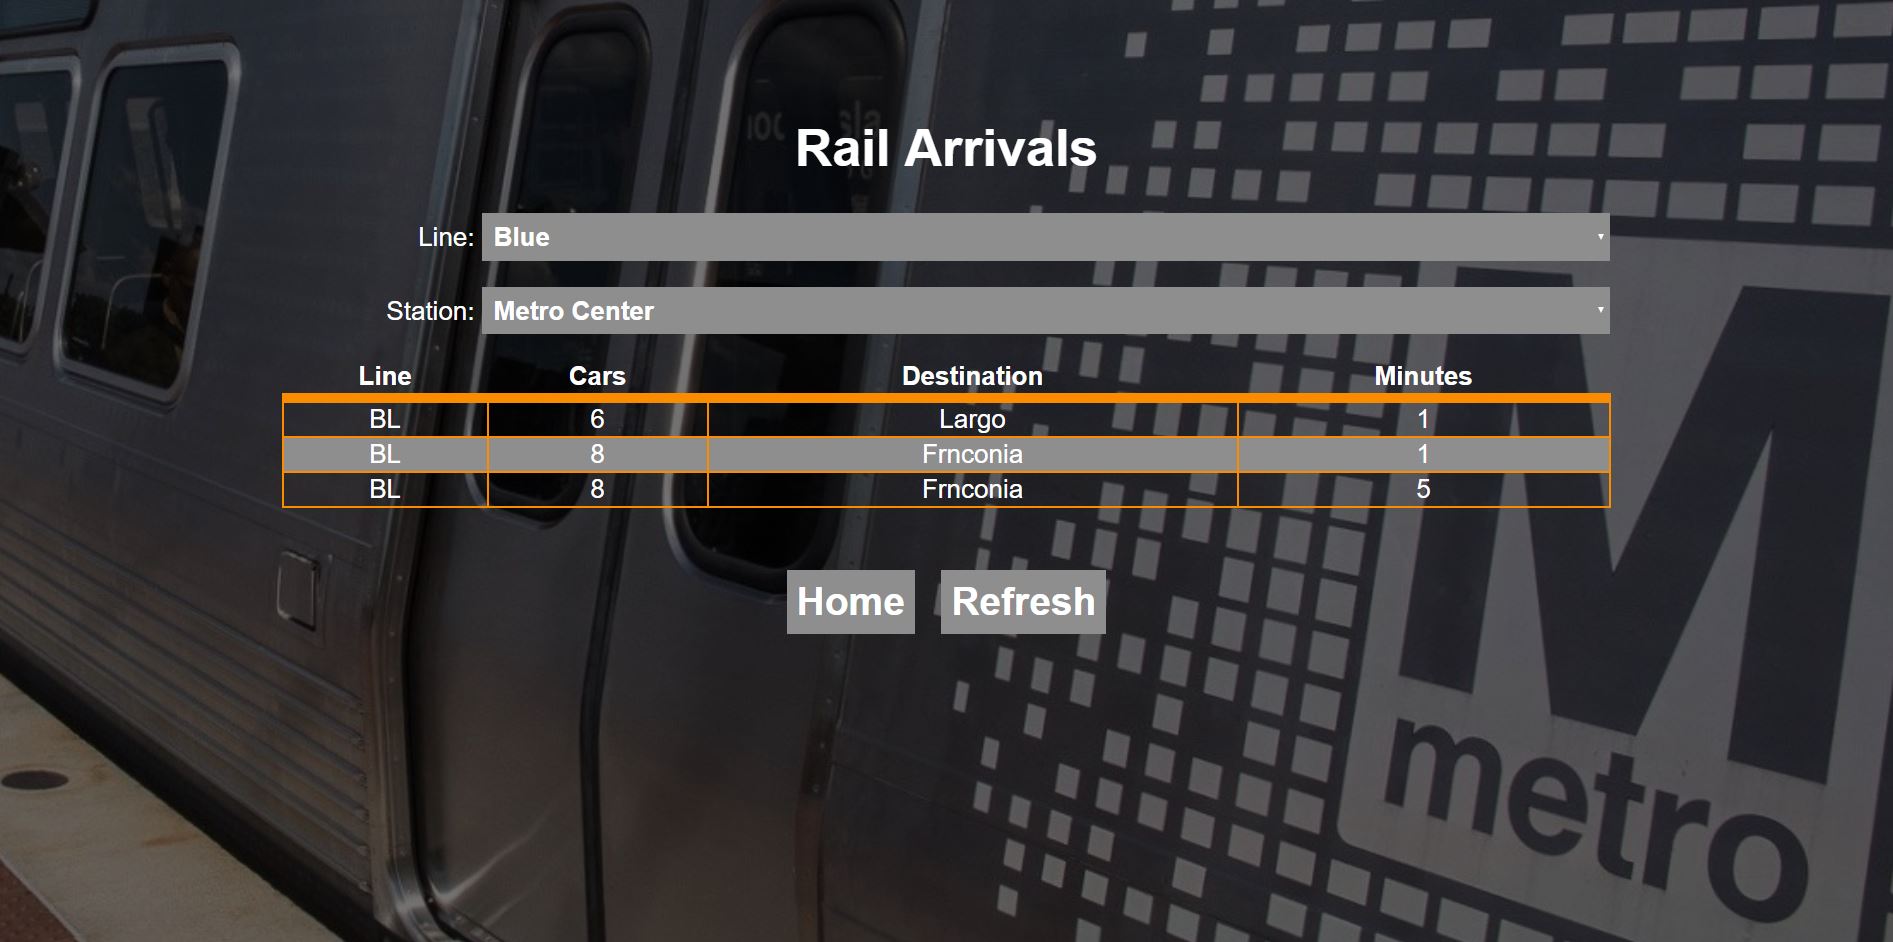 Rail Arrivals
Line: Blue
Station: Metro Center
Line Cars Destination Minutes
BL 6 Largo 1
BL 8 Frnconia 1
BL 8 Frnconia 5
Home Refresh
M
metro